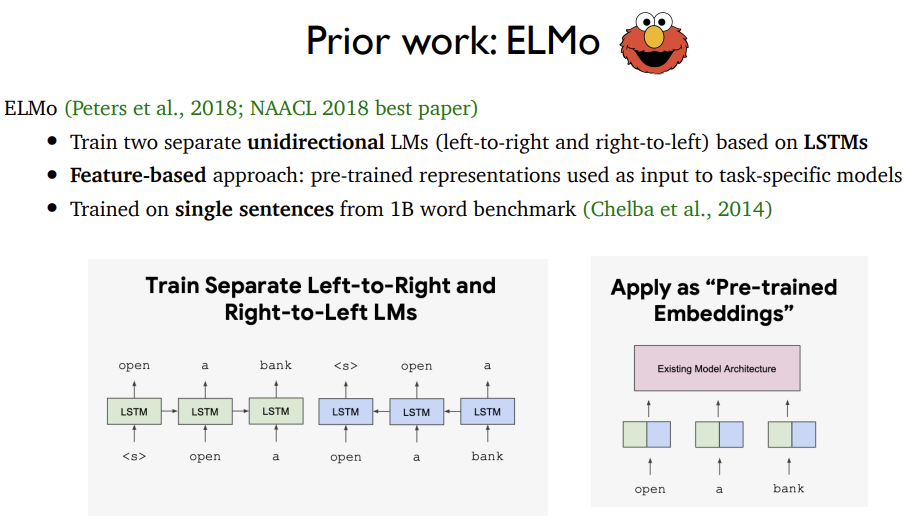 Prior work: ELMo
ELMo (Peters et al., 2018; NAACL 2018 best paper)
• Train two separate unidirectional LMs (left-to-right and right-to-left) based on LSTMs
• Feature-based approach: pre-trained representations used as input to task-specific models
• Trained on single sentences from 1B word benchmark (Chelba et al., 2014)
Train Separate Left-to-Right and
Right-to-Left LMs
open a bank <s> open a
LSTM LSTM LSTM LSTM LSTM LSTM
<s> open a open a bank
Apply as “Pre-trained
Embeddings”
Existing Model Architecture
open a bank